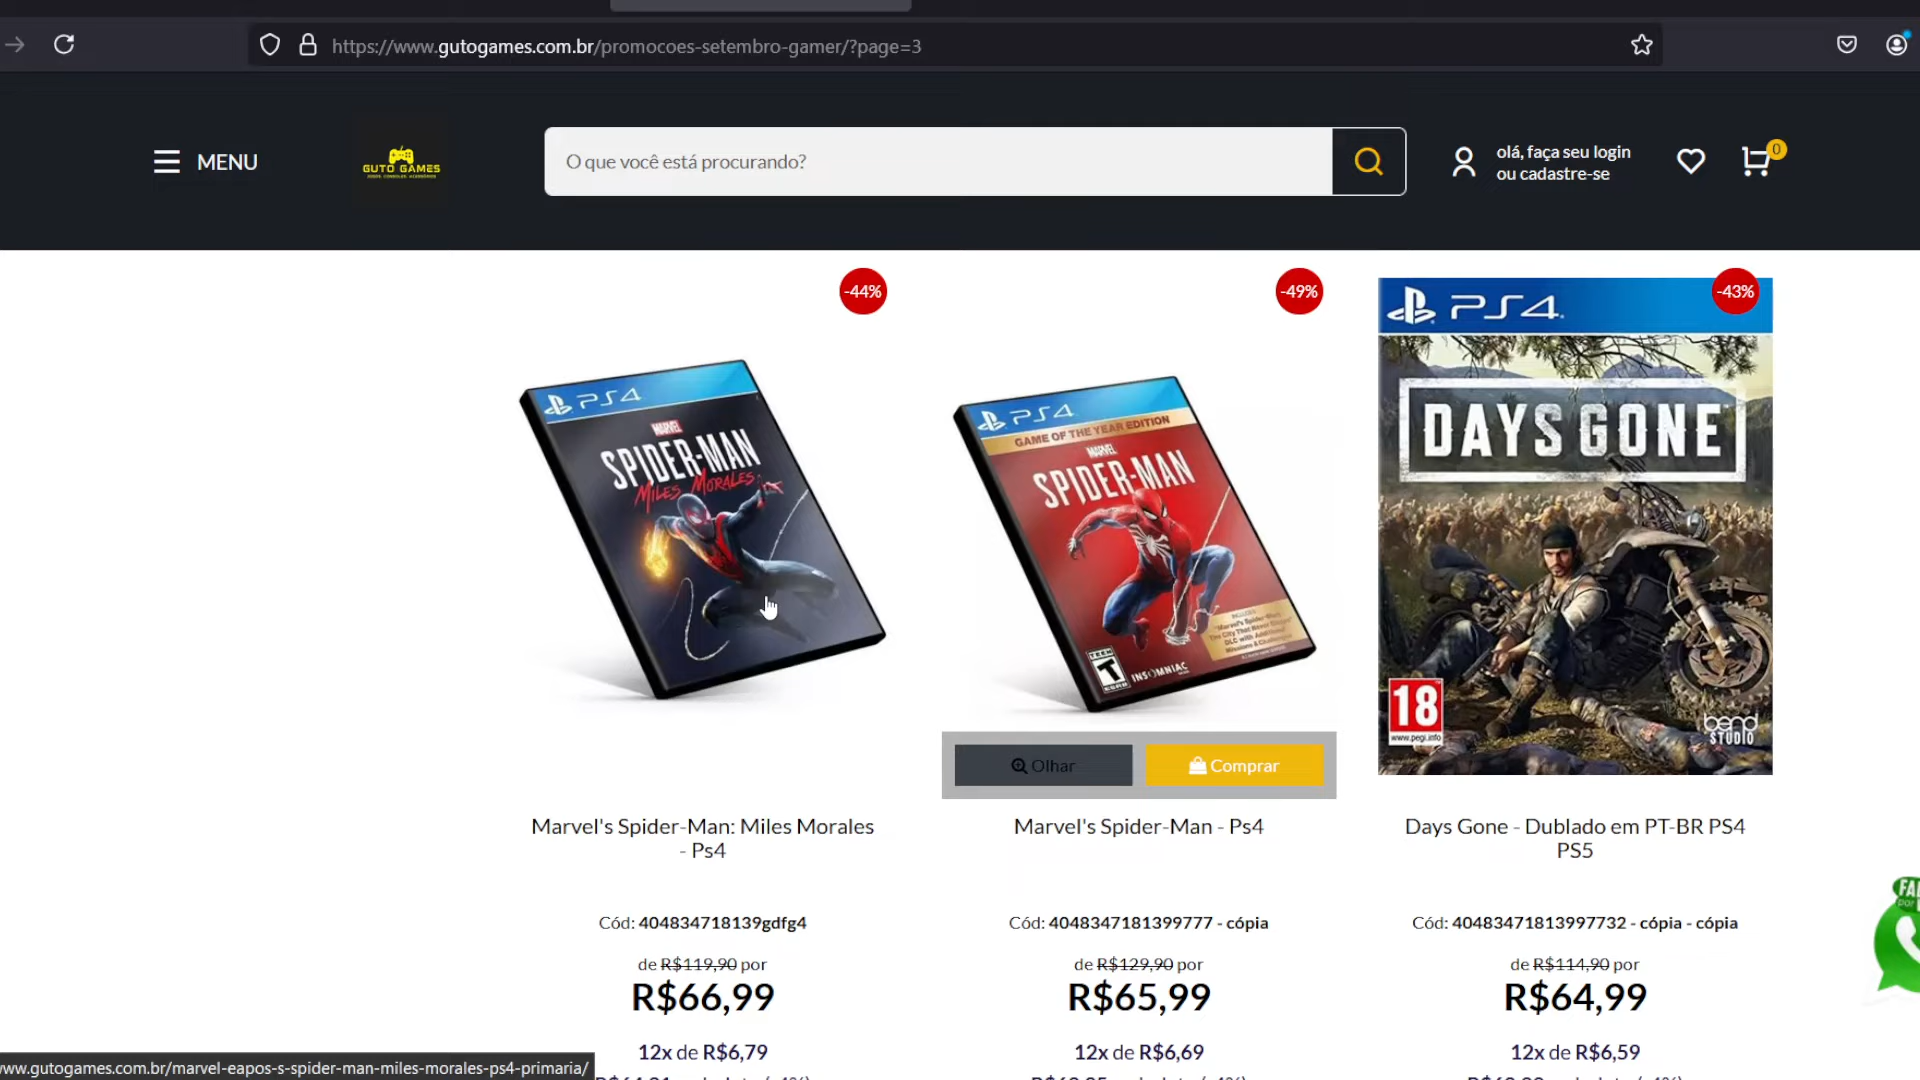 https://www.gutogames.com.br/promocoes-setembro-gamer/?page=3
MENU
GUTO GAMES
O que você está procurando?
olá, faça seu login
ou cadastre-se
0
-44%
-49%
-43%
PS4
MARVEL
SPIDER-MAN
MILES MORALES
PS4
GAME OF THE YEAR EDITION
MARVEL
SPIDER-MAN
TEEN
T
INSOMNIAC
PS4
DAYS GONE
18
www.pegi.info
bend
STUDIO
Olhar
Comprar
Marvel's Spider-Man: Miles Morales
- Ps4
Marvel's Spider-Man - Ps4
Days Gone - Dublado em PT-BR PS4
PS5
Cód: 404834718139gdfg4
Cód: 4048347181399777 - cópia
Cód: 40483471813997732 - cópia - cópia
de R$119,90 por
de R$129,90 por
de R$114,90 por
R$66,99
R$65,99
R$64,99
12x de R$6,79
12x de R$6,69
12x de R$6,59
www.gutogames.com.br/marvel-eapos-s-spider-man-miles-morales-ps4-primaria/